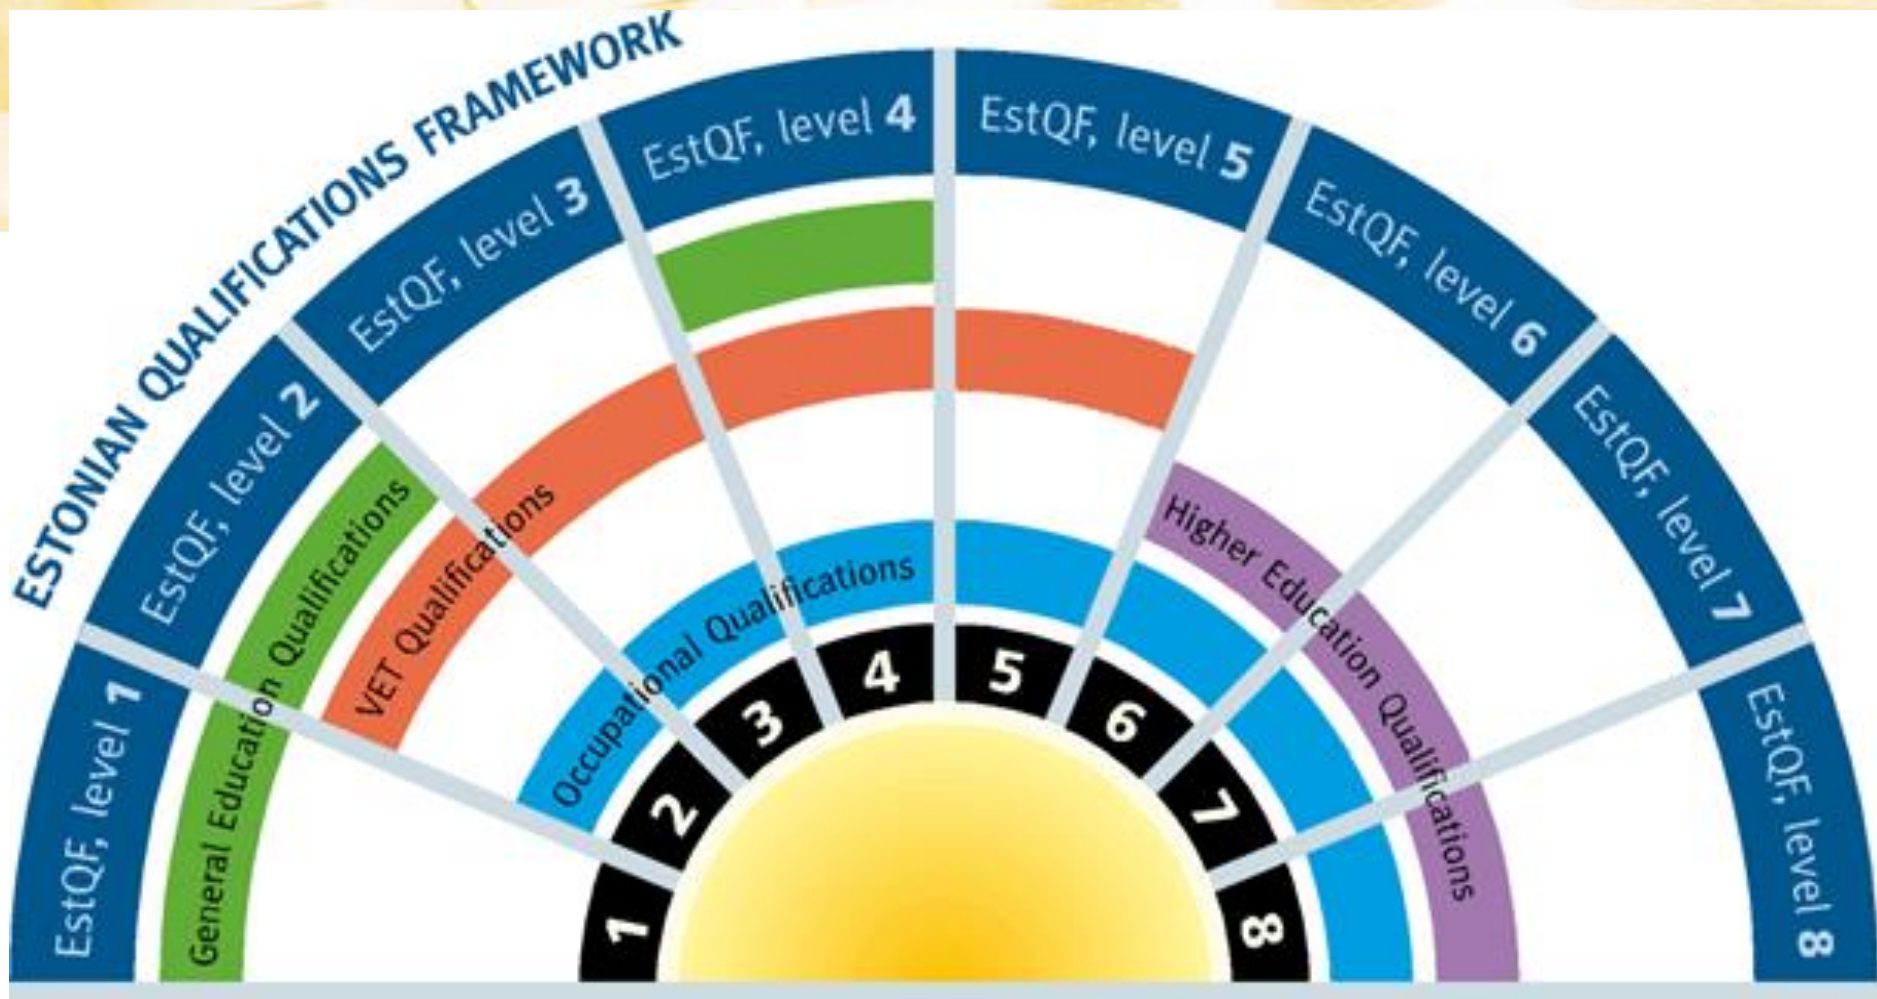 ESTONIAN QUALIFICATIONS FRAMEWORK
EstQF, level 1
EstQF, level 2
EstQF, level 3
EstQF, level 4
EstQF, level 5
EstQF, level 6
EstQF, level 7
EstQF, level 8
General Education Qualifications
VET Qualifications
Occupational Qualifications
Higher Education Qualifications
1
2
3
4
5
6
7
8